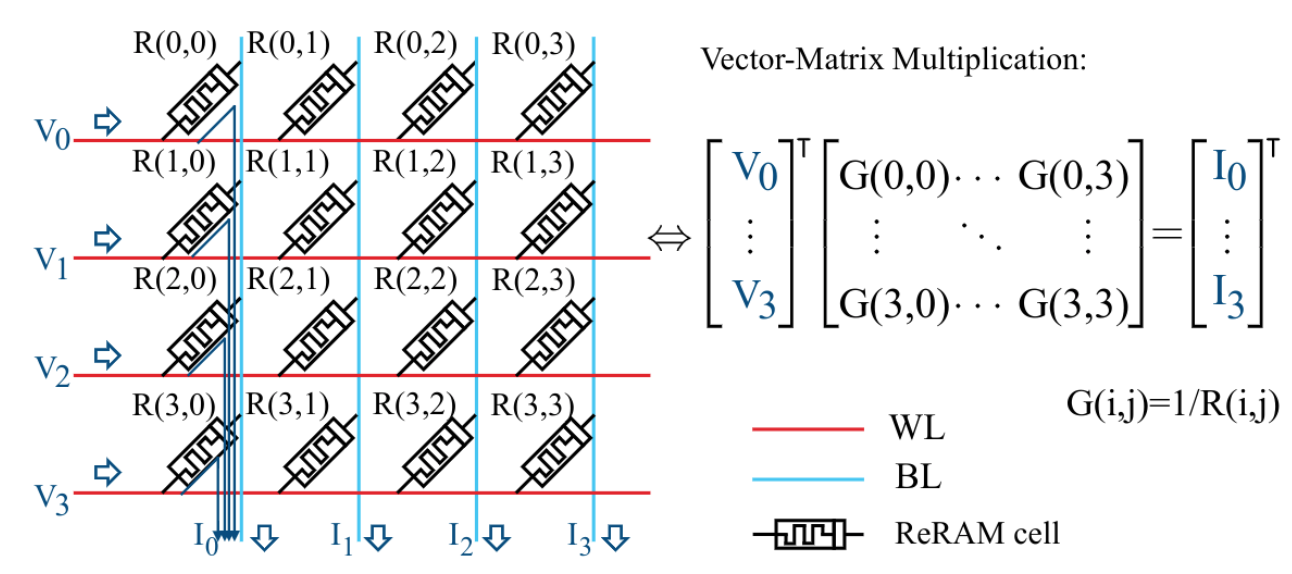 R(0,0) R(0,1) R(0,2) R(0,3)
V0
R(1,0) R(1,1) R(1,2) R(1,3)
V1
R(2,0) R(2,1) R(2,2) R(2,3)
V2
R(3,0) R(3,1) R(3,2) R(3,3)
V3
I0 I1 I2 I3
Vector-Matrix Multiplication:
⇔ [V0 ⋮ V3]ᵀ [G(0,0)··· G(0,3) ⋮ ⋱ ⋮ G(3,0)··· G(3,3)] = [I0 ⋮ I3]ᵀ
G(i,j)=1/R(i,j)
WL
BL
ReRAM cell